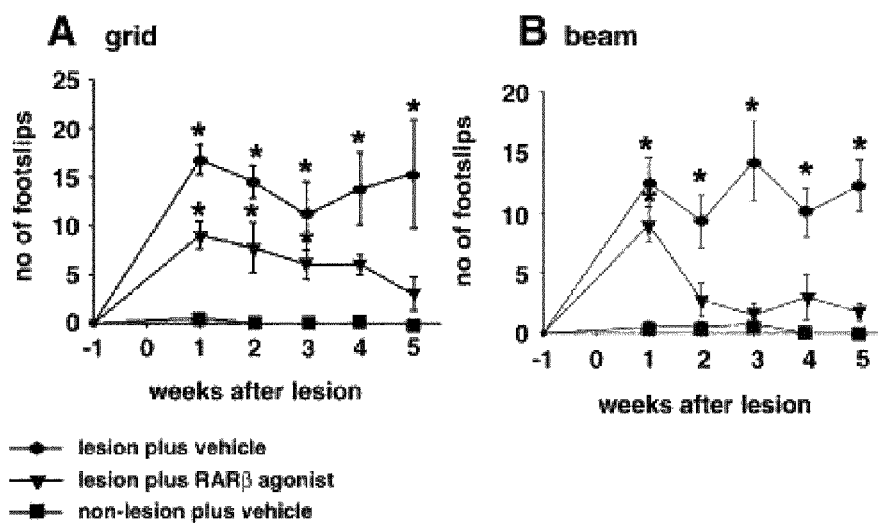 A grid
no of footslips
25
20
15
10
5
0
* * * * *
* * *
-1 0 1 2 3 4 5
weeks after lesion
B beam
no of footslips
20
15
10
5
0
* * * * *
*
-1 0 1 2 3 4 5
weeks after lesion
lesion plus vehicle
lesion plus RARβ agonist
non-lesion plus vehicle